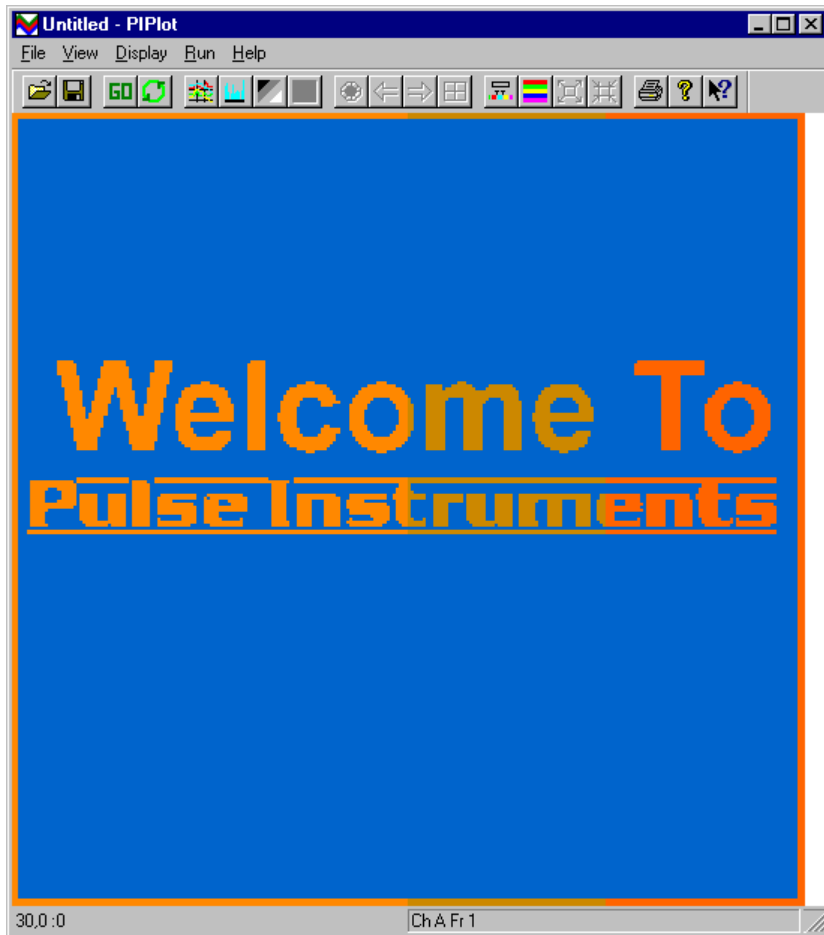 Untitled - PIPlot
File View Display Run Help
GO
Welcome To
Pulse Instruments
30,0 :0 Ch A Fr 1